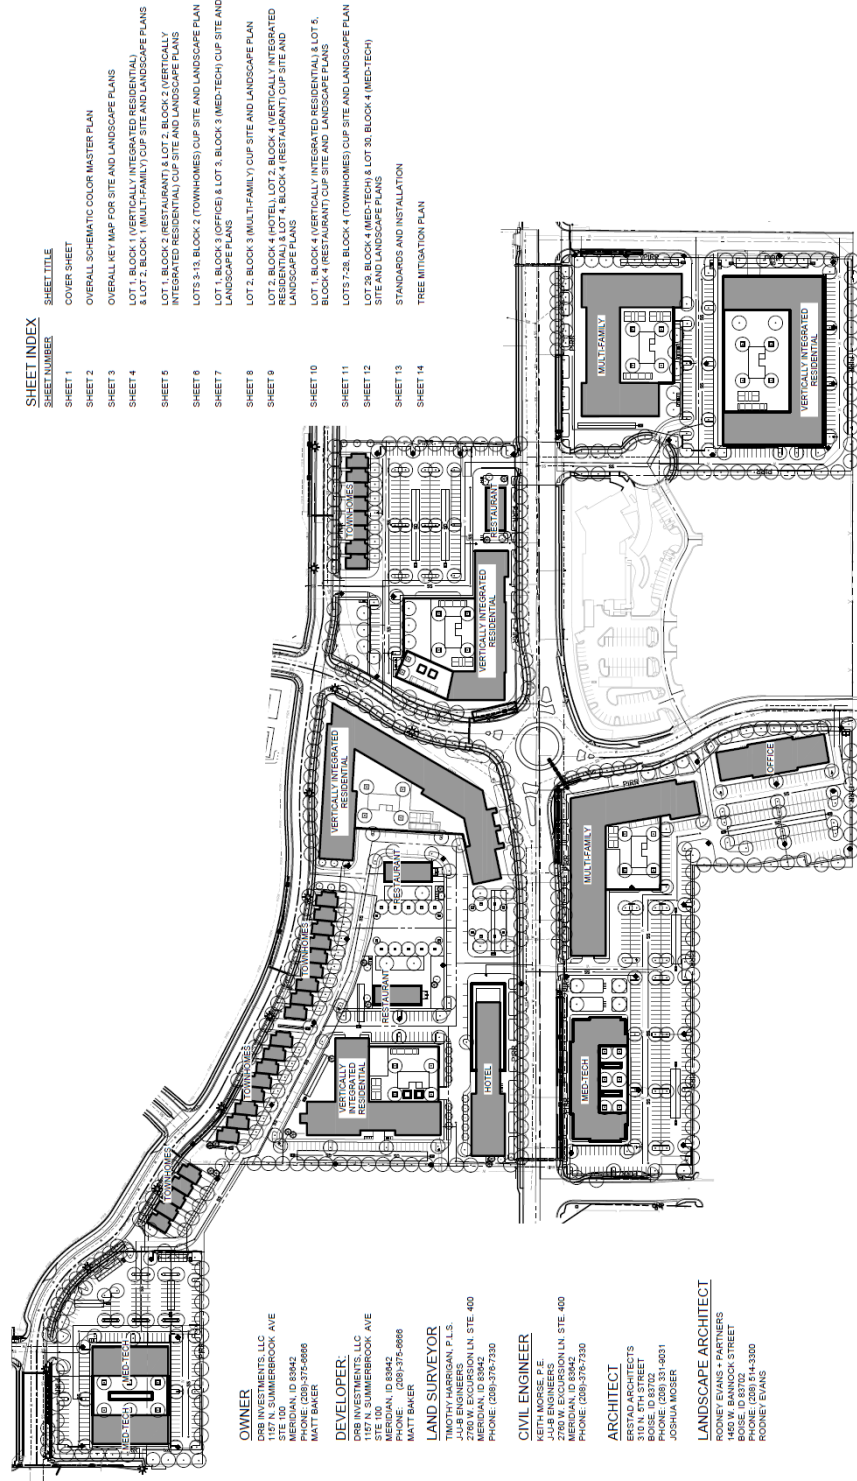 SHEET INDEX
SHEET NUMBER SHEET TITLE
SHEET 1 COVER SHEET
SHEET 2 OVERALL SCHEMATIC COLOR MASTER PLAN
SHEET 3 OVERALL KEY MAP FOR SITE AND LANDSCAPE PLANS
SHEET 4 LOT 1, BLOCK 1 (VERTICALLY INTEGRATED RESIDENTIAL)
& LOT 2, BLOCK 1 (MULTI-FAMILY) CUP SITE AND LANDSCAPE PLANS
SHEET 5 LOT 1, BLOCK 2 (RESTAURANT) & LOT 2, BLOCK 2 (VERTICALLY
INTEGRATED RESIDENTIAL) CUP SITE AND LANDSCAPE PLANS
SHEET 6 LOTS 3-13, BLOCK 2 (TOWNHOMES) CUP SITE AND LANDSCAPE PLAN
SHEET 7 LOT 1, BLOCK 3 (OFFICE) & LOT 3, BLOCK 3 (MED-TECH) CUP SITE AND
LANDSCAPE PLANS
SHEET 8 LOT 2, BLOCK 3 (MULTI-FAMILY) CUP SITE AND LANDSCAPE PLAN
SHEET 9 LOT 2, BLOCK 4 (HOTEL), LOT 2, BLOCK 4 (VERTICALLY INTEGRATED
RESIDENTIAL) & LOT 4, BLOCK 4 (RESTAURANT) CUP SITE AND
LANDSCAPE PLANS
SHEET 10 LOT 1, BLOCK 4 (VERTICALLY INTEGRATED RESIDENTIAL) & LOT 5,
BLOCK 4 (RESTAURANT) CUP SITE AND LANDSCAPE PLANS
SHEET 11 LOTS 7-28, BLOCK 4 (TOWNHOMES) CUP SITE AND LANDSCAPE PLAN
SHEET 12 LOT 29, BLOCK 4 (MED-TECH) & LOT 30, BLOCK 4 (MED-TECH)
SITE AND LANDSCAPE PLANS
SHEET 13 STANDARDS AND INSTALLATION
SHEET 14 TREE MITIGATION PLAN
MED-TECH
MED-TECH
TOWNHOMES
TOWNHOMES
TOWNHOMES
TOWNHOMES
VERTICALLY
INTEGRATED
RESIDENTIAL
RESTAURANT
RESTAURANT
VERTICALLY INTEGRATED
RESIDENTIAL
HOTEL
VERTICALLY INTEGRATED
RESIDENTIAL
RESTAURANT
MED-TECH
MULTI-FAMILY
OFFICE
MULTI-FAMILY
VERTICALLY INTEGRATED
RESIDENTIAL
OWNER
DRB INVESTMENTS, LLC
1157 N. SUMMERBROOK AVE
STE 100
MERIDIAN, ID 83642
PHONE: (208)-375-6666
MATT BAKER
DEVELOPER:
DRB INVESTMENTS, LLC
1157 N. SUMMERBROOK AVE
STE 100
MERIDIAN, ID 83642
PHONE: (208)-375-6666
MATT BAKER
LAND SURVEYOR
TIMOTHY HARRIGAN, P.L.S.
J-U-B ENGINEERS
2760 W. EXCURSION LN, STE. 400
MERIDIAN, ID 83642
PHONE: (208)-376-7330
CIVIL ENGINEER
KEITH MORSE, P.E.
J-U-B ENGINEERS
2760 W. EXCURSION LN, STE. 400
MERIDIAN, ID 83642
PHONE: (208)-376-7330
ARCHITECT
ERSTAD ARCHITECTS
310 N. 5TH STREET
BOISE, ID 83702
PHONE: (208) 331-9031
JOSHUA MOSER
LANDSCAPE ARCHITECT
RODNEY EVANS + PARTNERS
1450 W. BANNOCK STREET
BOISE, ID 83702
PHONE: (208) 514-3300
RODNEY EVANS